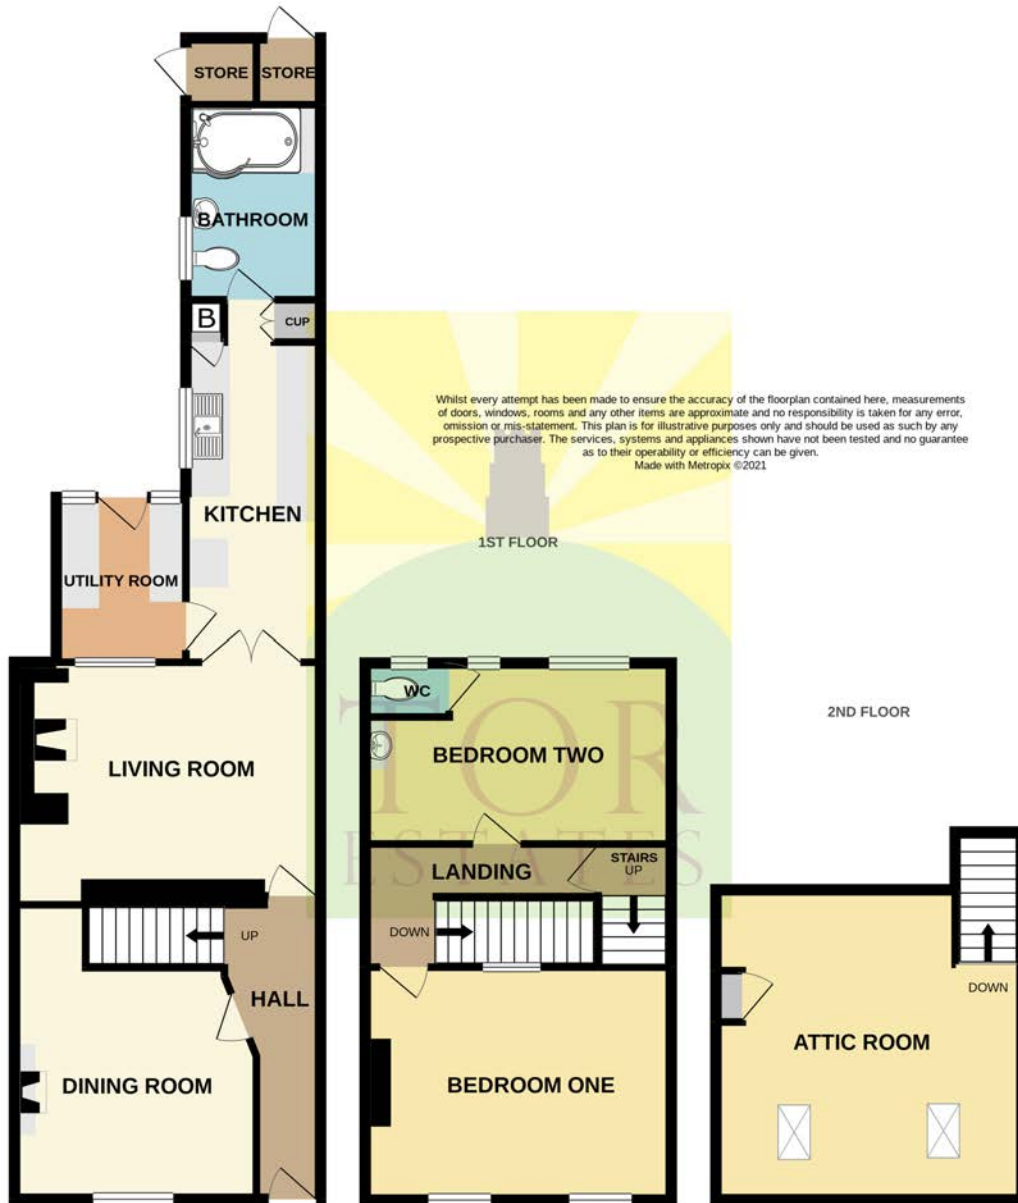 STORE
STORE
BATHROOM
B
CUP
Whilst every attempt has been made to ensure the accuracy of the floorplan contained here, measurements
of doors, windows, rooms and any other items are approximate and no responsibility is taken for any error,
omission or mis-statement. This plan is for illustrative purposes only and should be used as such by any
prospective purchaser. The services, systems and appliances shown have not been tested and no guarantee
as to their operability or efficiency can be given.
Made with Metropix ©2021
KITCHEN
1ST FLOOR
UTILITY ROOM
WC
2ND FLOOR
TOR
ESTATES
BEDROOM TWO
LIVING ROOM
LANDING
STAIRS
UP
DOWN
UP
HALL
DOWN
ATTIC ROOM
DINING ROOM
BEDROOM ONE